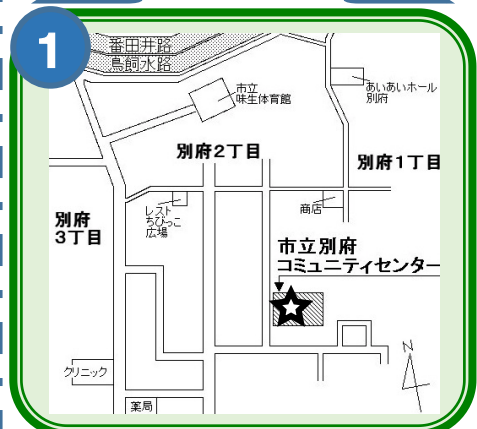 1
番田井路
鳥飼水路
市立
味生体育館
あいあいホール
別府
別府2丁目
別府1丁目
レスト
ちびっこ
広場
商店
別府
3丁目
市立別府
コミュニティセンター
N
クリニック
薬局